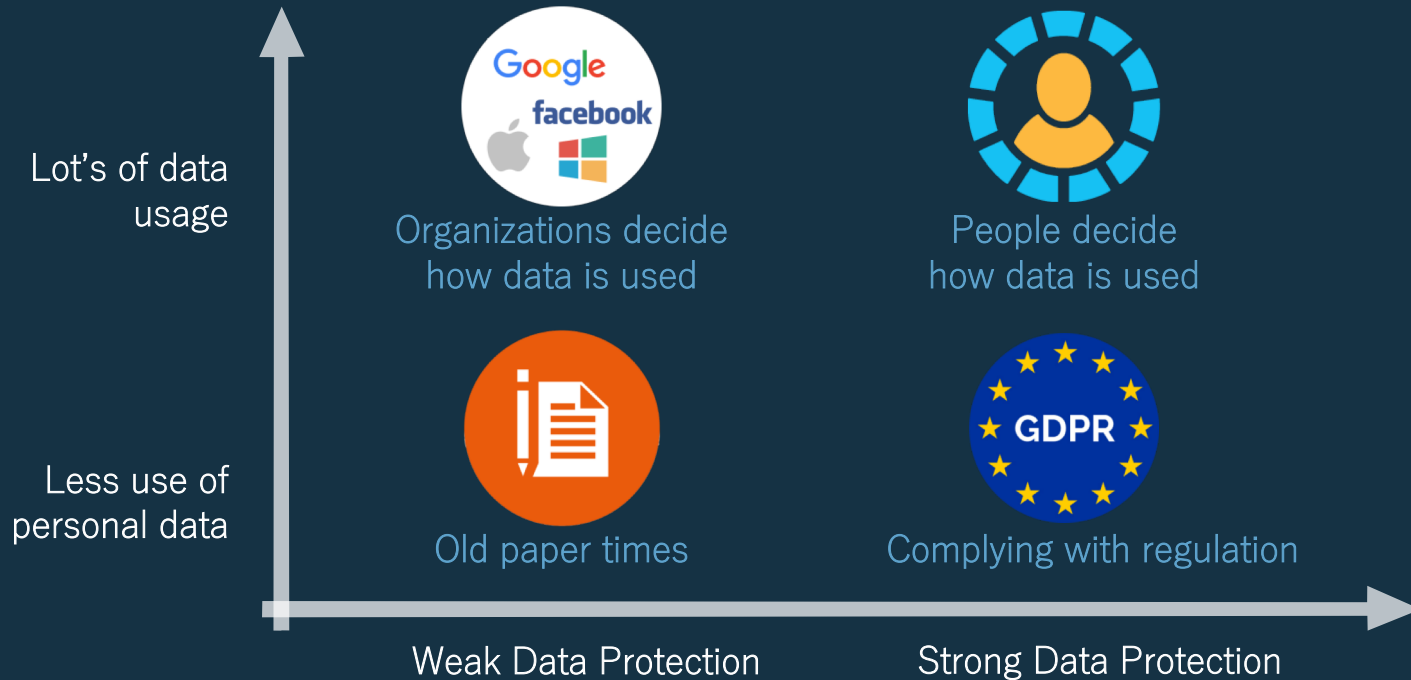 Google
facebook
Lot's of data
usage
Organizations decide
how data is used
People decide
how data is used
GDPR
Less use of
personal data
Old paper times
Complying with regulation
Weak Data Protection
Strong Data Protection